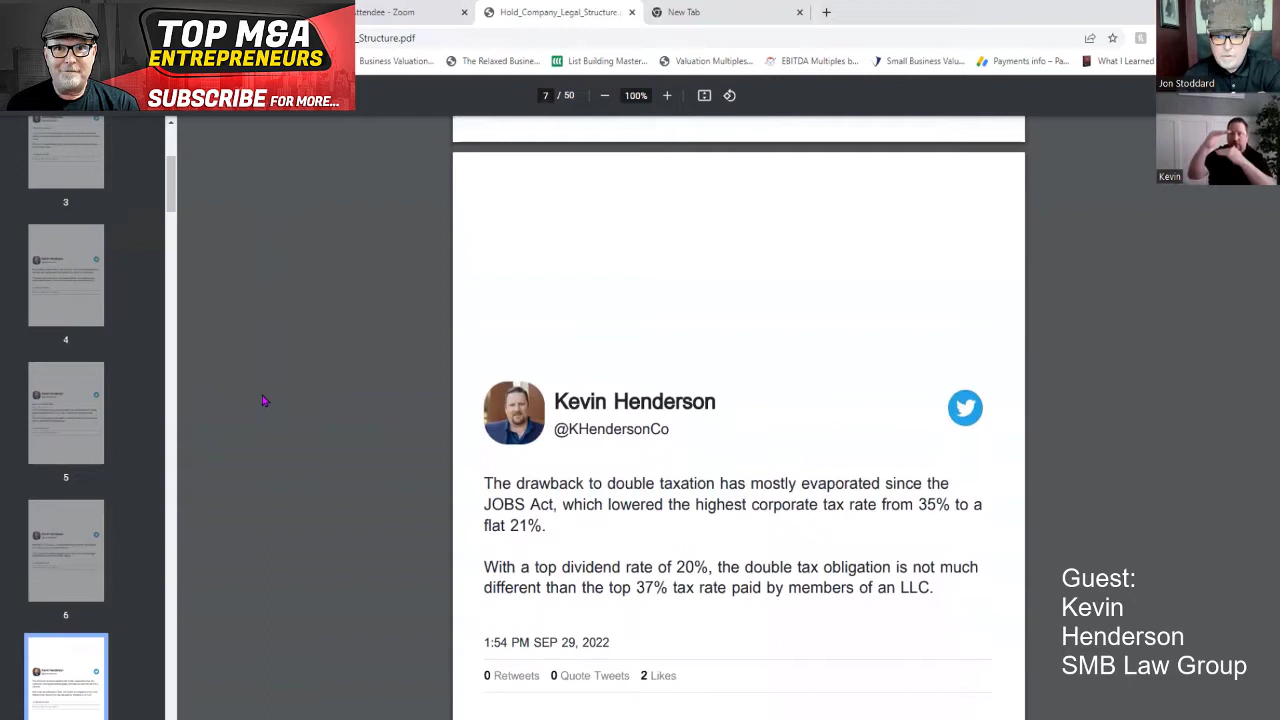 TOP M&A
ENTREPRENEURS
SUBSCRIBE FOR MORE...
ttendee - Zoom
Hold_Company_Legal_Structure...
New Tab
_Structure.pdf
Business Valuation...
The Relaxed Busine...
List Building Master...
Valuation Multiples...
EBITDA Multiples b...
Small Business Valu...
Payments info – Pa...
What I Learned
7 / 50
100%
Jon Stoddard
Kevin
3
4
5
6
Kevin Henderson
@KHendersonCo
The drawback to double taxation has mostly evaporated since the
JOBS Act, which lowered the highest corporate tax rate from 35% to a
flat 21%.
With a top dividend rate of 20%, the double tax obligation is not much
different than the top 37% tax rate paid by members of an LLC.
1:54 PM SEP 29, 2022
0 Retweets 0 Quote Tweets 2 Likes
Guest:
Kevin
Henderson
SMB Law Group